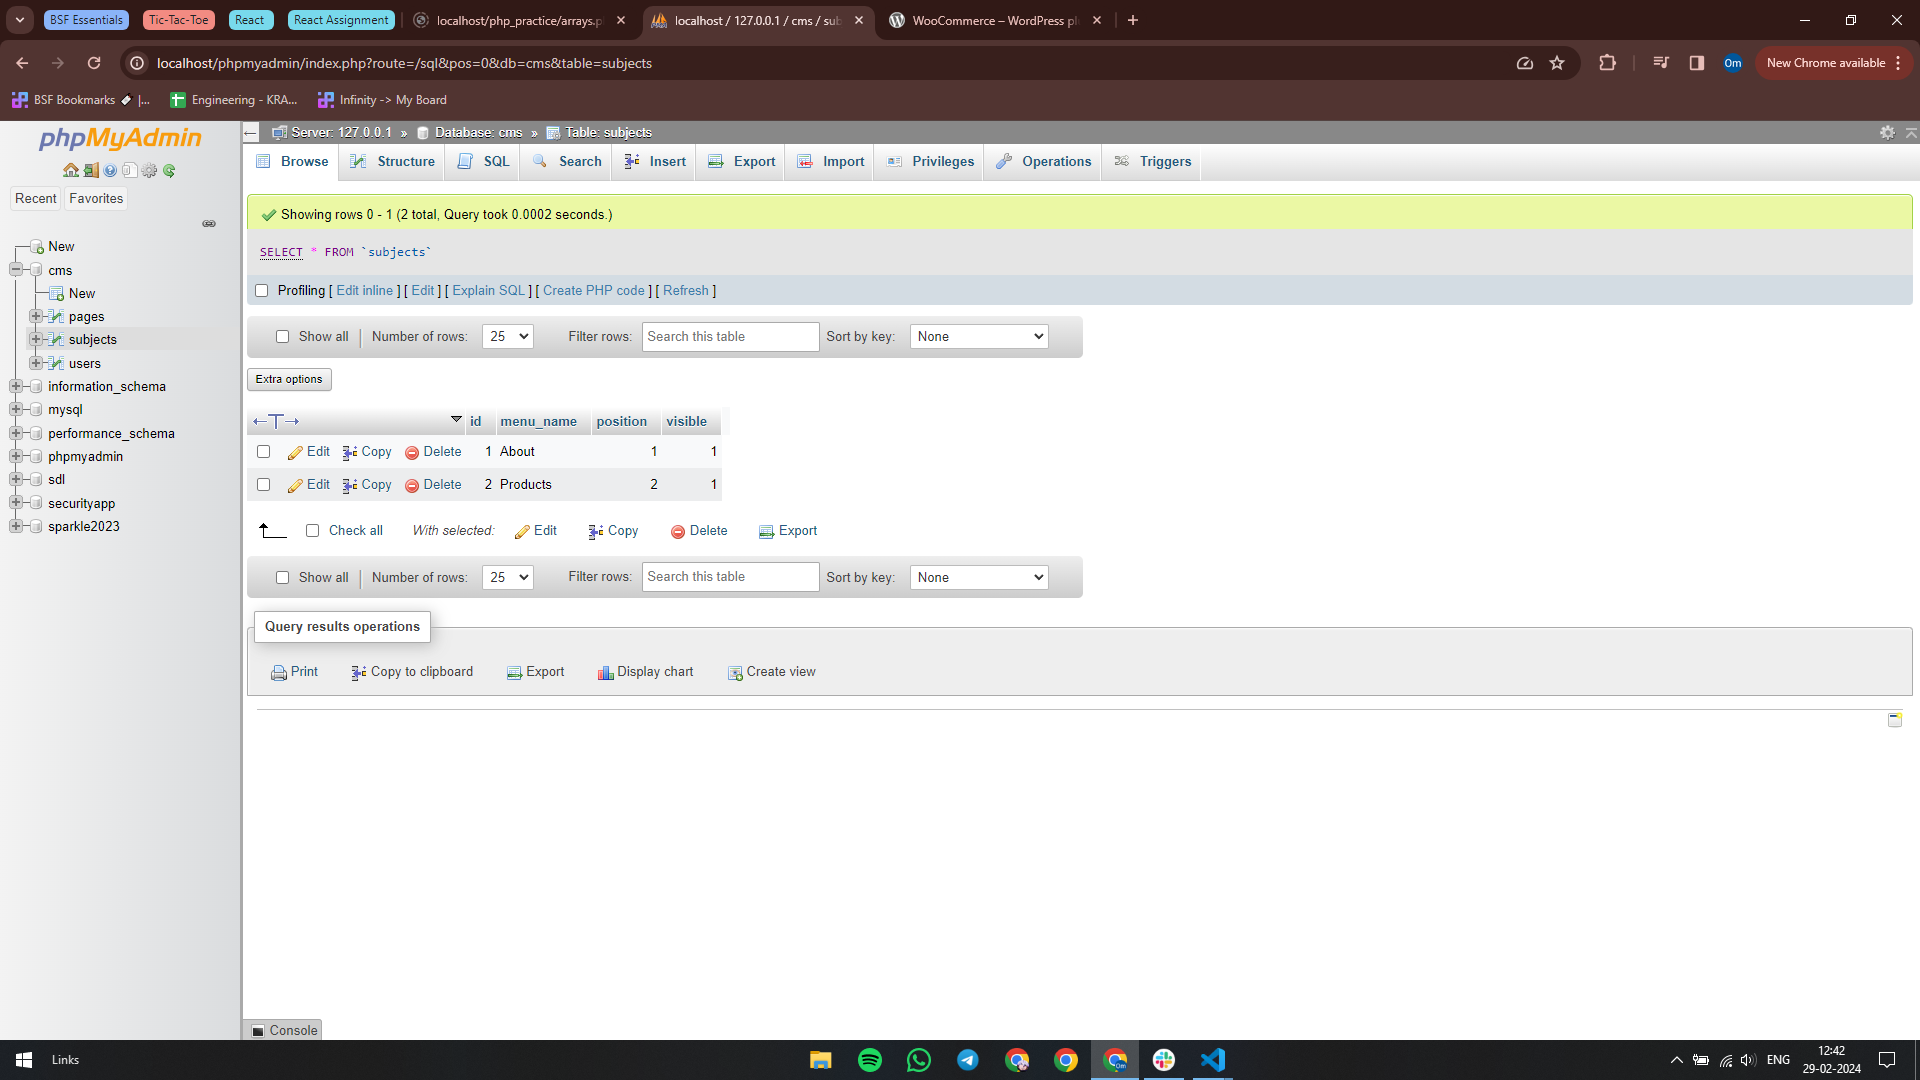 BSF Essentials
Tic-Tac-Toe
React
React Assignment
localhost/php_practice/arrays.p
localhost / 127.0.0.1 / cms / sub
WooCommerce – WordPress pl
localhost/phpmyadmin/index.php?route=/sql&pos=0&db=cms&table=subjects
Om
New Chrome available
BSF Bookmarks |...
Engineering - KRA...
Infinity -> My Board
phpMyAdmin
Recent
Favorites
New
cms
New
pages
subjects
users
information_schema
mysql
performance_schema
phpmyadmin
sdl
securityapp
sparkle2023
Server: 127.0.0.1 » Database: cms » Table: subjects
Browse Structure SQL Search Insert Export Import Privileges Operations Triggers
Showing rows 0 - 1 (2 total, Query took 0.0002 seconds.)
SELECT * FROM `subjects`
Profiling [ Edit inline ] [ Edit ] [ Explain SQL ] [ Create PHP code ] [ Refresh ]
Show all | Number of rows: 25 Filter rows: Search this table Sort by key: None
Extra options
id menu_name position visible
Edit Copy Delete 1 About 1 1
Edit Copy Delete 2 Products 2 1
Check all With selected: Edit Copy Delete Export
Show all | Number of rows: 25 Filter rows: Search this table Sort by key: None
Query results operations
Print Copy to clipboard Export Display chart Create view
Console
Links
Om
ENG
12:42
29-02-2024